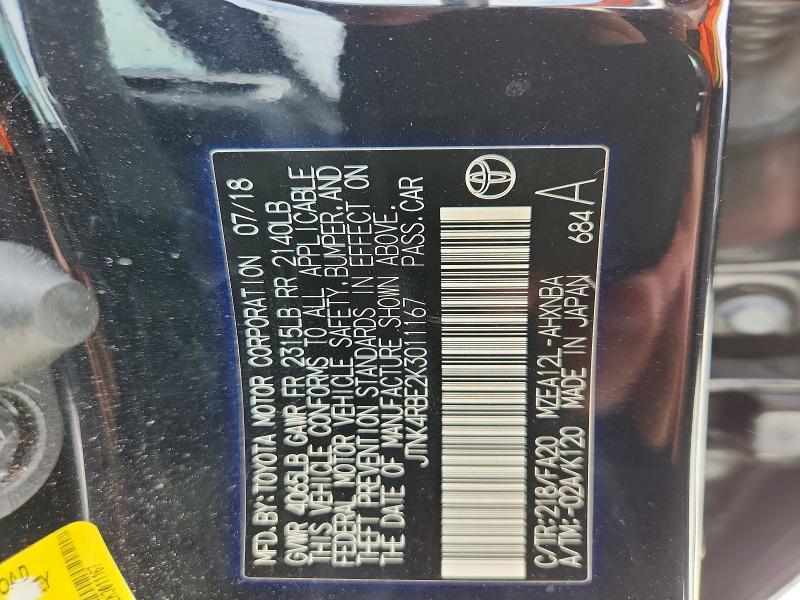 MFD. BY: TOYOTA MOTOR CORPORATION 07/18
GVWR 4065LB GAWR FR 2315LB RR 2140LB
THIS VEHICLE CONFORMS TO ALL APPLICABLE
FEDERAL MOTOR VEHICLE SAFETY, BUMPER, AND
THEFT PREVENTION STANDARDS IN EFFECT ON
THE DATE OF MANUFACTURE SHOWN ABOVE.
JTNK4RBE2K3011167 PASS. CAR
C/TR: 218/FA20 MZEA12L-AHXNBA
A/TM: -02A/K120 MADE IN JAPAN 684 A